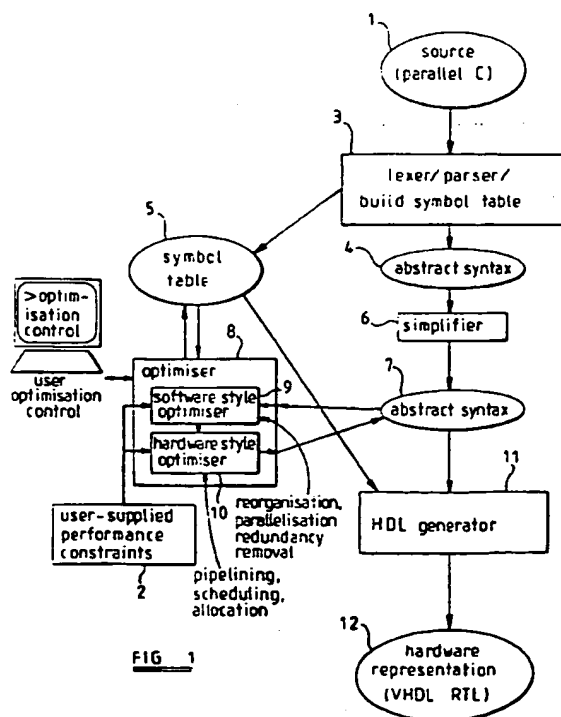 1
source
(parallel C)
3
lexer/parser/
build symbol table
5
symbol
table
4
abstract syntax
6
simplifier
>optim-
isation
control
user
optimisation
control
8
optimiser
9
software style
optimiser
hardware style
optimiser
10
7
abstract syntax
reorganisation,
parallelisation
redundancy
removal
11
HDL generator
user-supplied
performance
constraints
2
pipelining,
scheduling,
allocation
12
hardware
representation
(VHDL RTL)
FIG 1